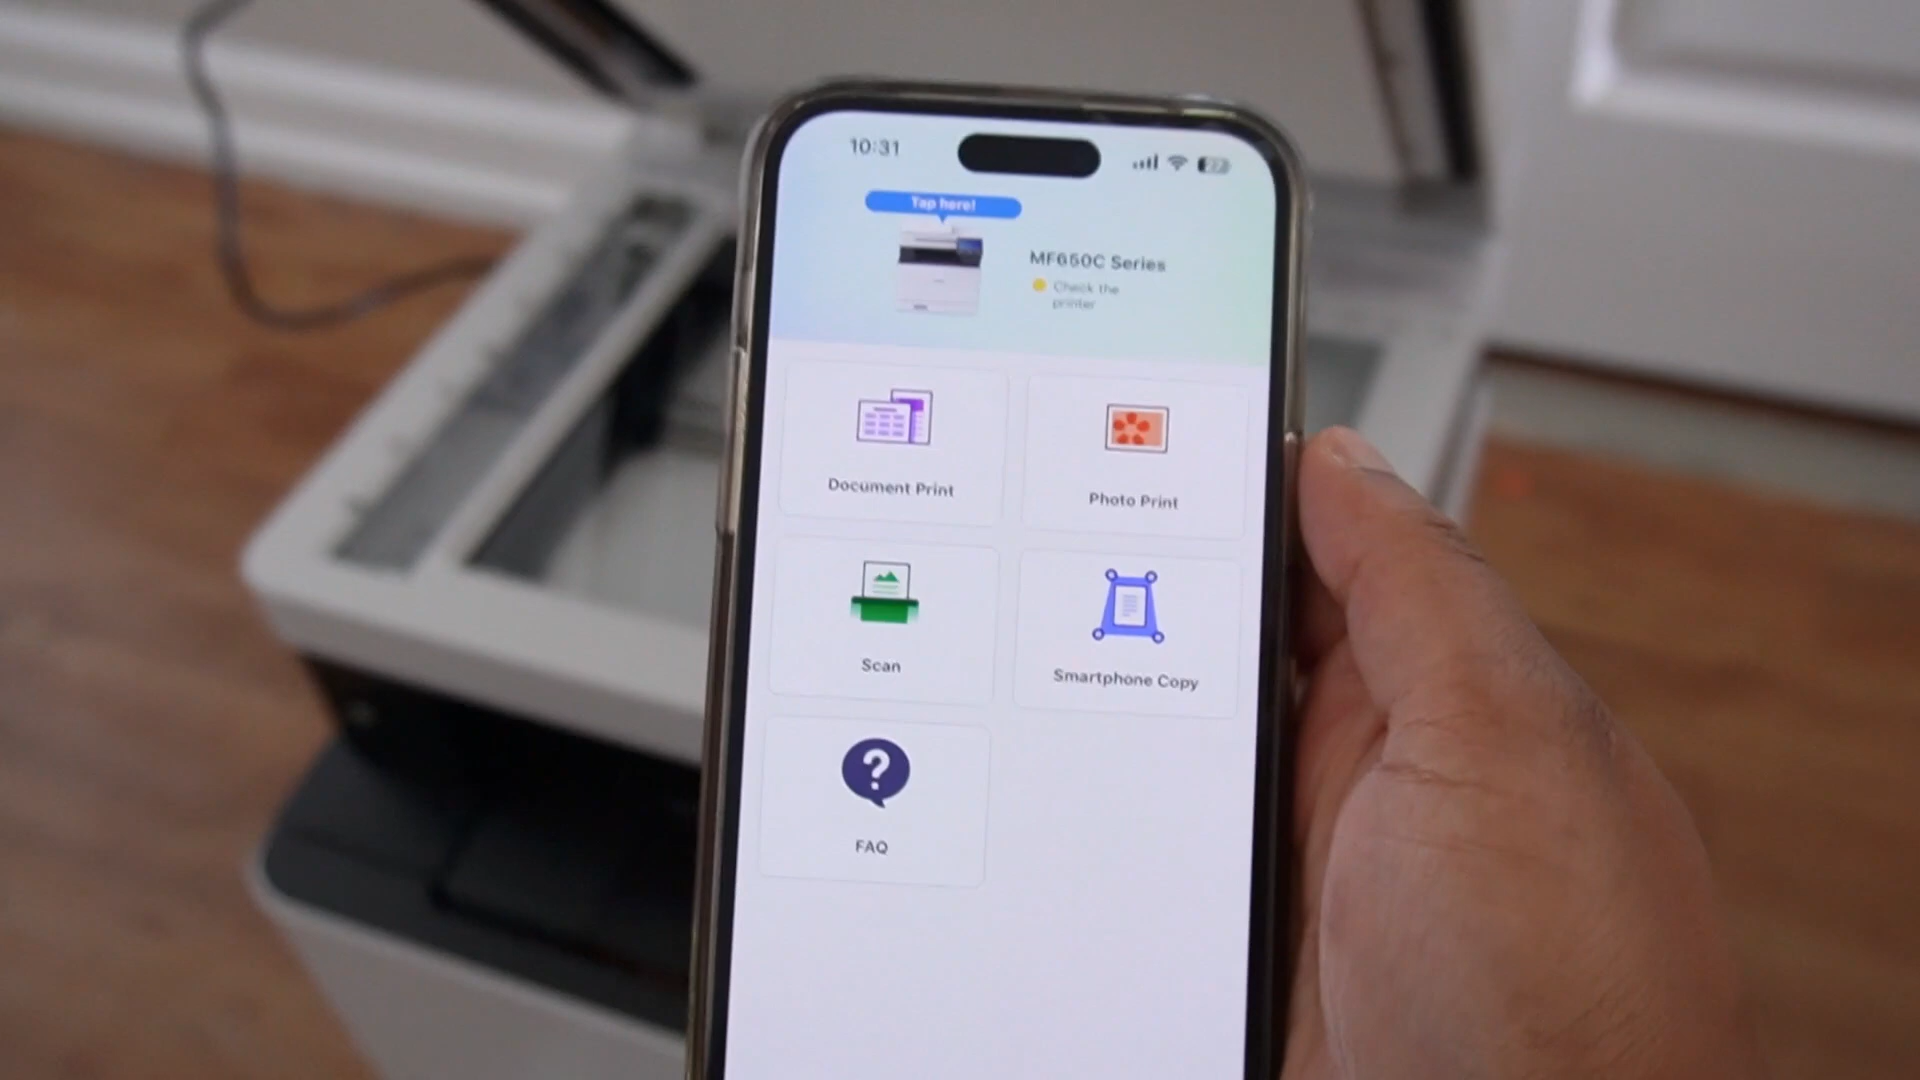 10:31
Tap here!
MF650C Series
Check the
printer
Document Print
Photo Print
Scan
Smartphone Copy
FAQ